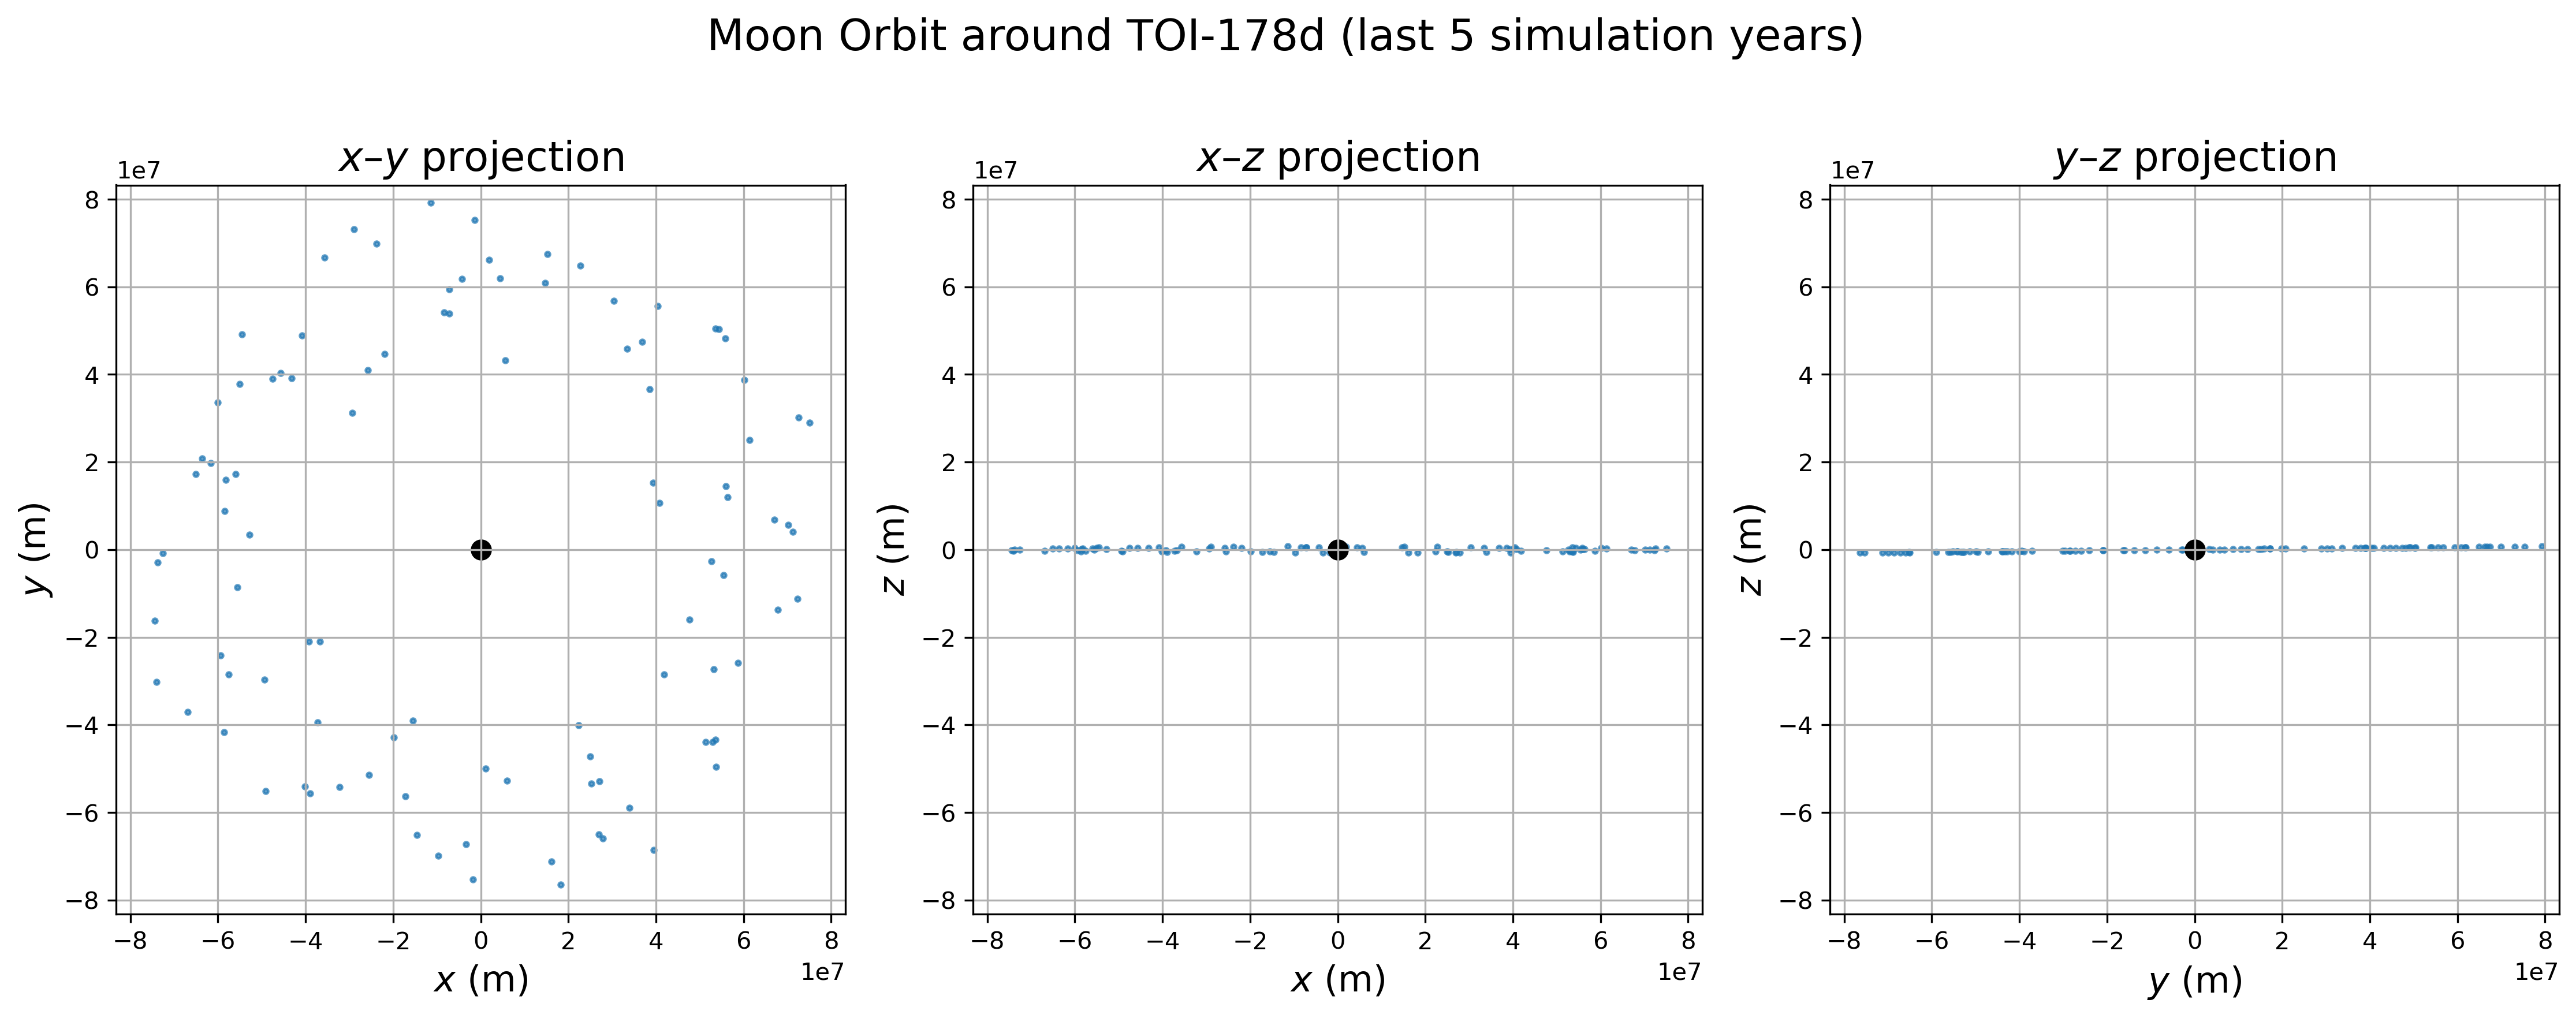 Moon Orbit around TOI-178d (last 5 simulation years)
x–y projection
1e7
8
6
4
2
0
−2
−4
−6
−8
y (m)
−8 −6 −4 −2 0 2 4 6 8
1e7
x (m)
x–z projection
1e7
8
6
4
2
0
−2
−4
−6
−8
z (m)
−8 −6 −4 −2 0 2 4 6 8
1e7
x (m)
y–z projection
1e7
8
6
4
2
0
−2
−4
−6
−8
z (m)
−8 −6 −4 −2 0 2 4 6 8
1e7
y (m)